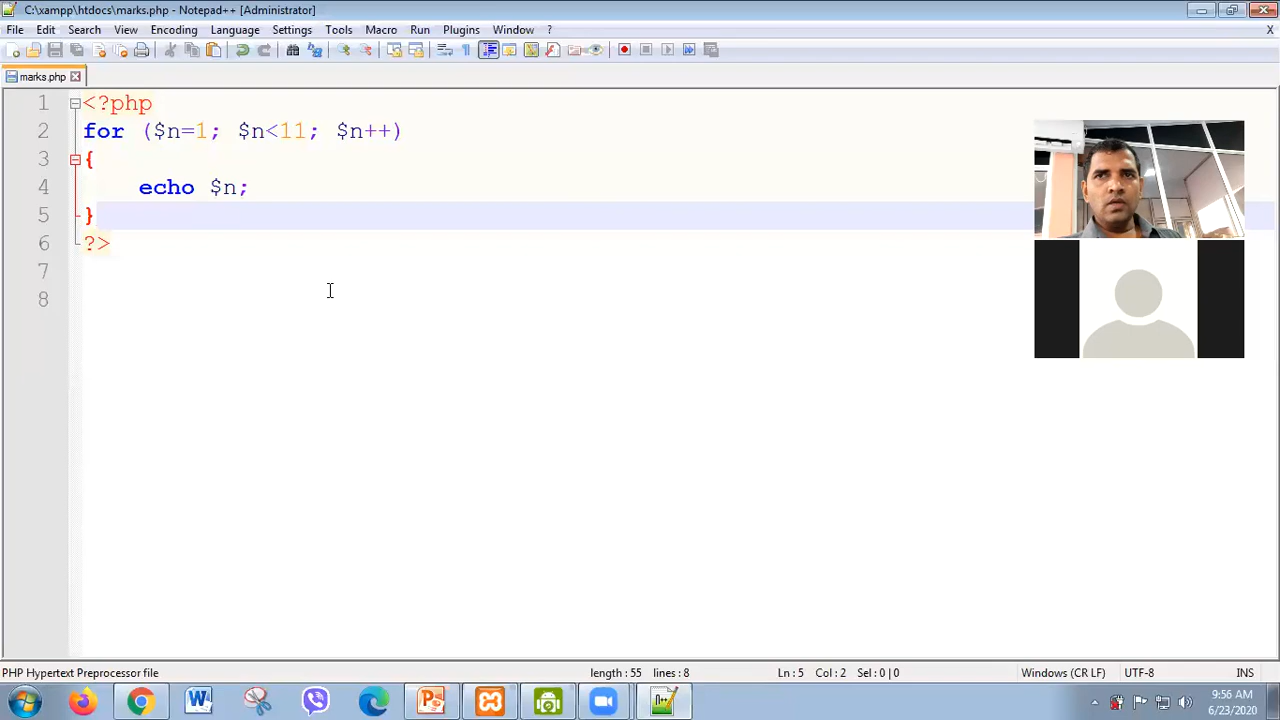 C:\xampp\htdocs\marks.php - Notepad++ [Administrator]
File Edit Search View Encoding Language Settings Tools Macro Run Plugins Window ? X
marks.php
1 <?php
2 for ($n=1; $n<11; $n++)
3 {
4 echo $n;
5 }
6 ?>
7
8
PHP Hypertext Preprocessor file length : 55 lines : 8 Ln : 5 Col : 2 Sel : 0 | 0 Windows (CR LF) UTF-8 INS
9:56 AM
6/23/2020